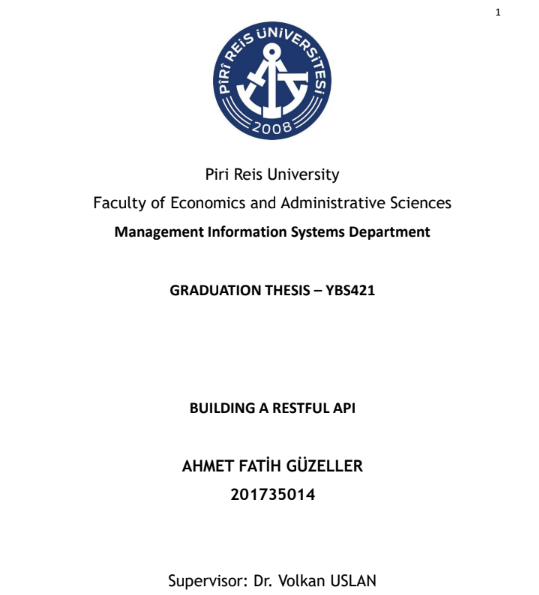 1
PİRİ REİS ÜNİVERSİTESİ
2008
Piri Reis University
Faculty of Economics and Administrative Sciences
Management Information Systems Department
GRADUATION THESIS – YBS421
BUILDING A RESTFUL API
AHMET FATİH GÜZELLER
201735014
Supervisor: Dr. Volkan USLAN